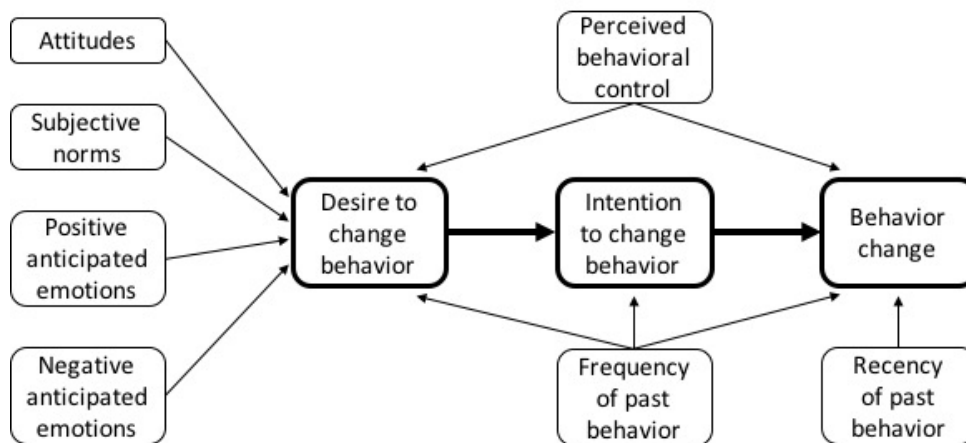 Attitudes
Subjective
norms
Positive
anticipated
emotions
Negative
anticipated
emotions
Desire to
change
behavior
Perceived
behavioral
control
Intention
to change
behavior
Behavior
change
Frequency
of past
behavior
Recency
of past
behavior